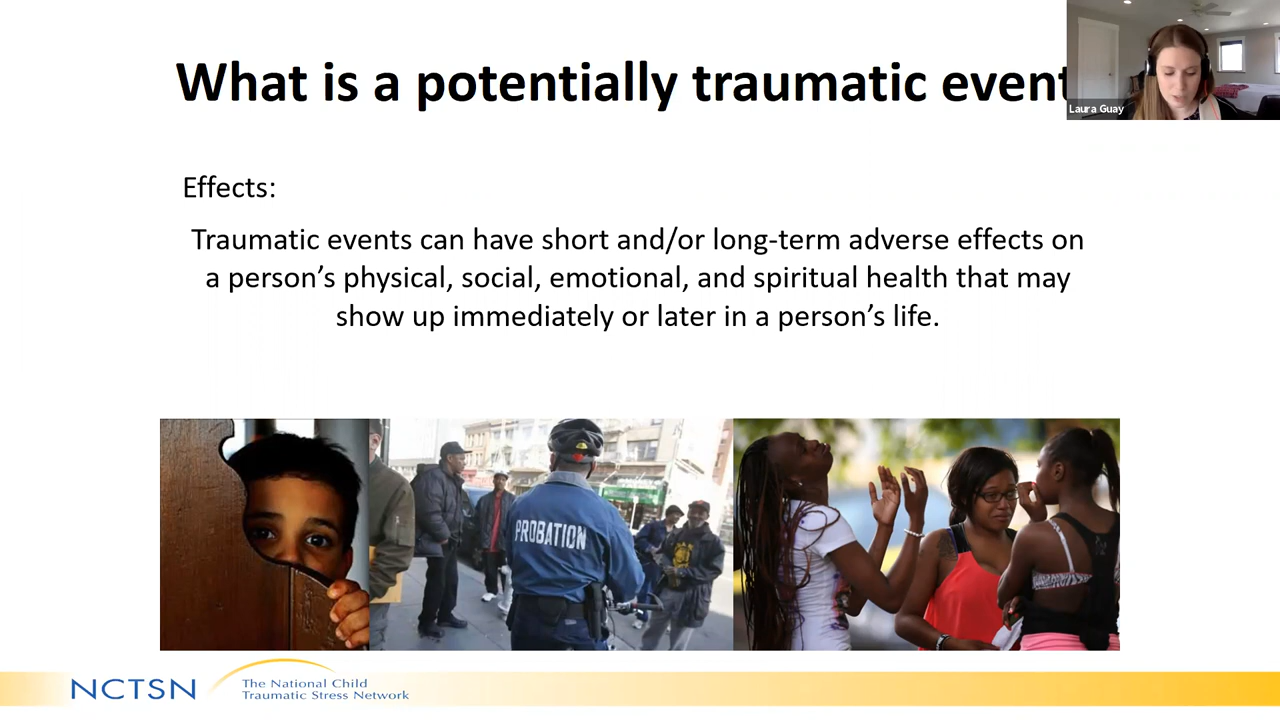 What is a potentially traumatic event
Laura Guay
Effects:
Traumatic events can have short and/or long-term adverse effects on
a person’s physical, social, emotional, and spiritual health that may
show up immediately or later in a person’s life.
PROBATION
NCTSN
The National Child
Traumatic Stress Network